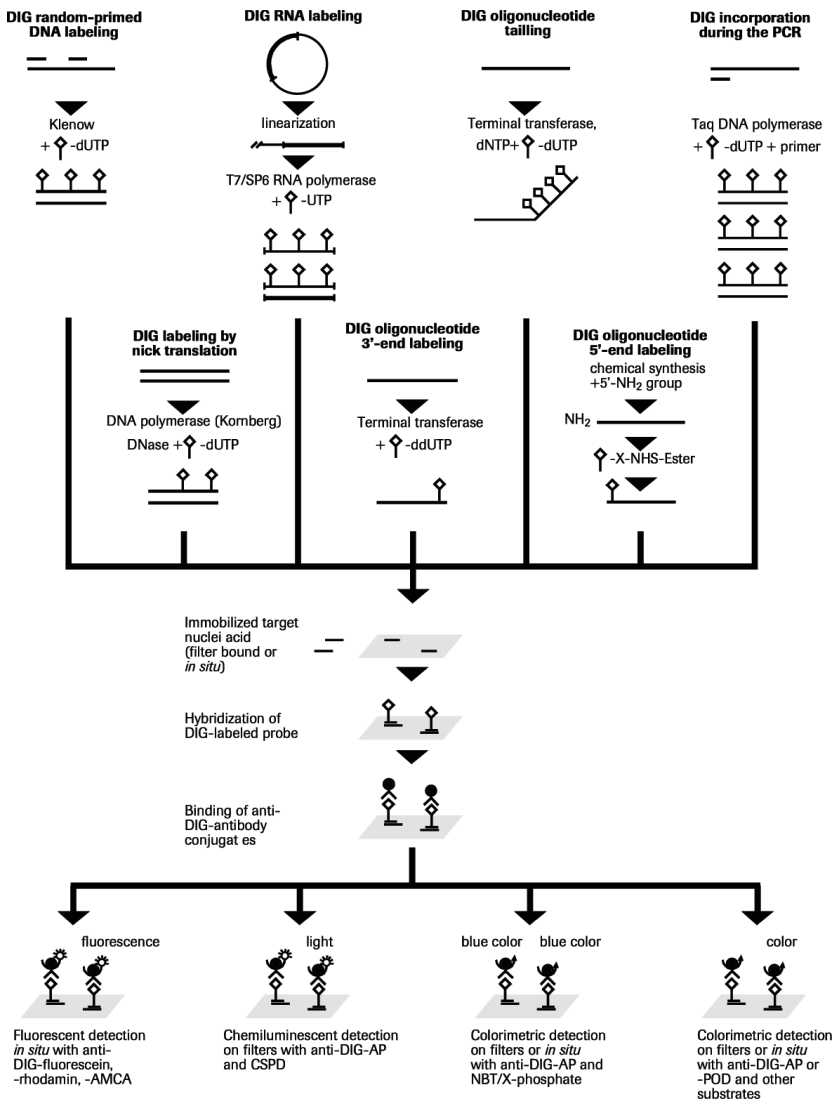 DIG random-primed
DNA labeling
Klenow
+ -dUTP
DIG RNA labeling
linearization
T7/SP6 RNA polymerase
+ -UTP
DIG oligonucleotide
tailling
Terminal transferase,
dNTP+ -dUTP
DIG incorporation
during the PCR
Taq DNA polymerase
+ -dUTP + primer
DIG labeling by
nick translation
DNA polymerase (Kornberg)
DNase + -dUTP
DIG oligonucleotide
3’-end labeling
Terminal transferase
+ -ddUTP
DIG oligonucleotide
5’-end labeling
chemical synthesis
+5’-NH2 group
NH2
-X-NHS-Ester
Immobilized target
nuclei acid
(filter bound or
in situ)
Hybridization of
DIG-labeled probe
Binding of anti-
DIG-antibody
conjugat es
fluorescence
Fluorescent detection
in situ with anti-
DIG-fluorescein,
-rhodamin, -AMCA
light
Chemiluminescent detection
on filters with anti-DIG-AP
and CSPD
blue color blue color
Colorimetric detection
on filters or in situ
with anti-DIG-AP and
NBT/X-phosphate
color
Colorimetric detection
on filters or in situ
with anti-DIG-AP or
-POD and other
substrates